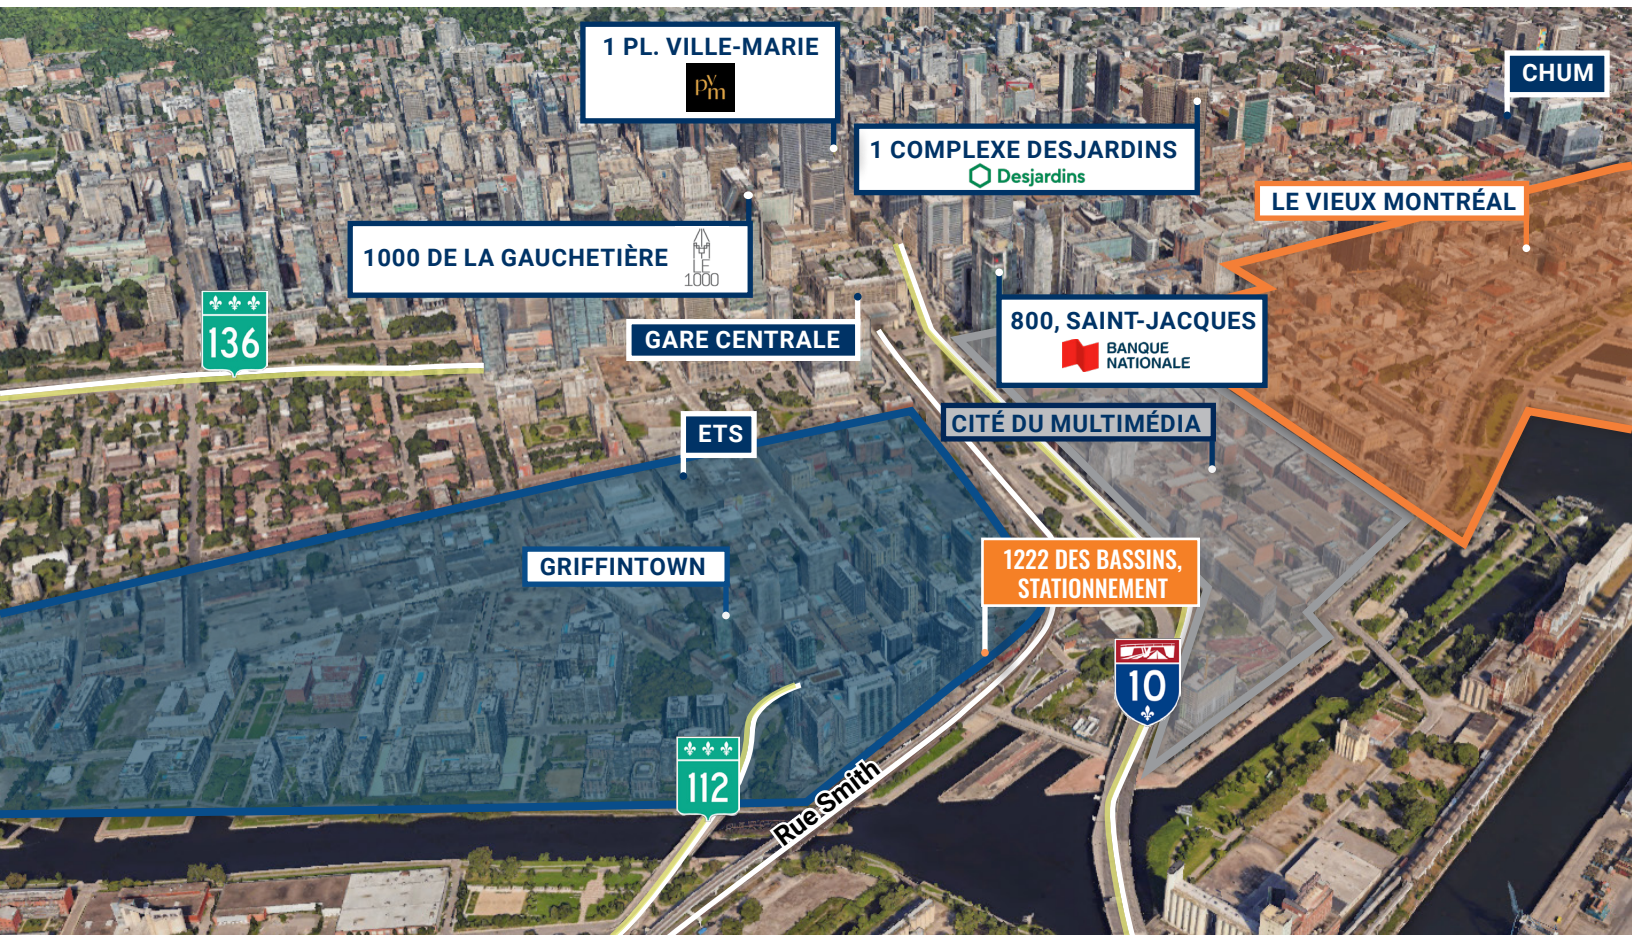 1 PL. VILLE-MARIE
pvm
CHUM
1 COMPLEXE DESJARDINS
Desjardins
LE VIEUX MONTRÉAL
1000 DE LA GAUCHETIÈRE
LE
1000
136
GARE CENTRALE
800, SAINT-JACQUES
BANQUE
NATIONALE
ETS
CITÉ DU MULTIMÉDIA
GRIFFINTOWN
1222 DES BASSINS,
STATIONNEMENT
10
112
Rue Smith